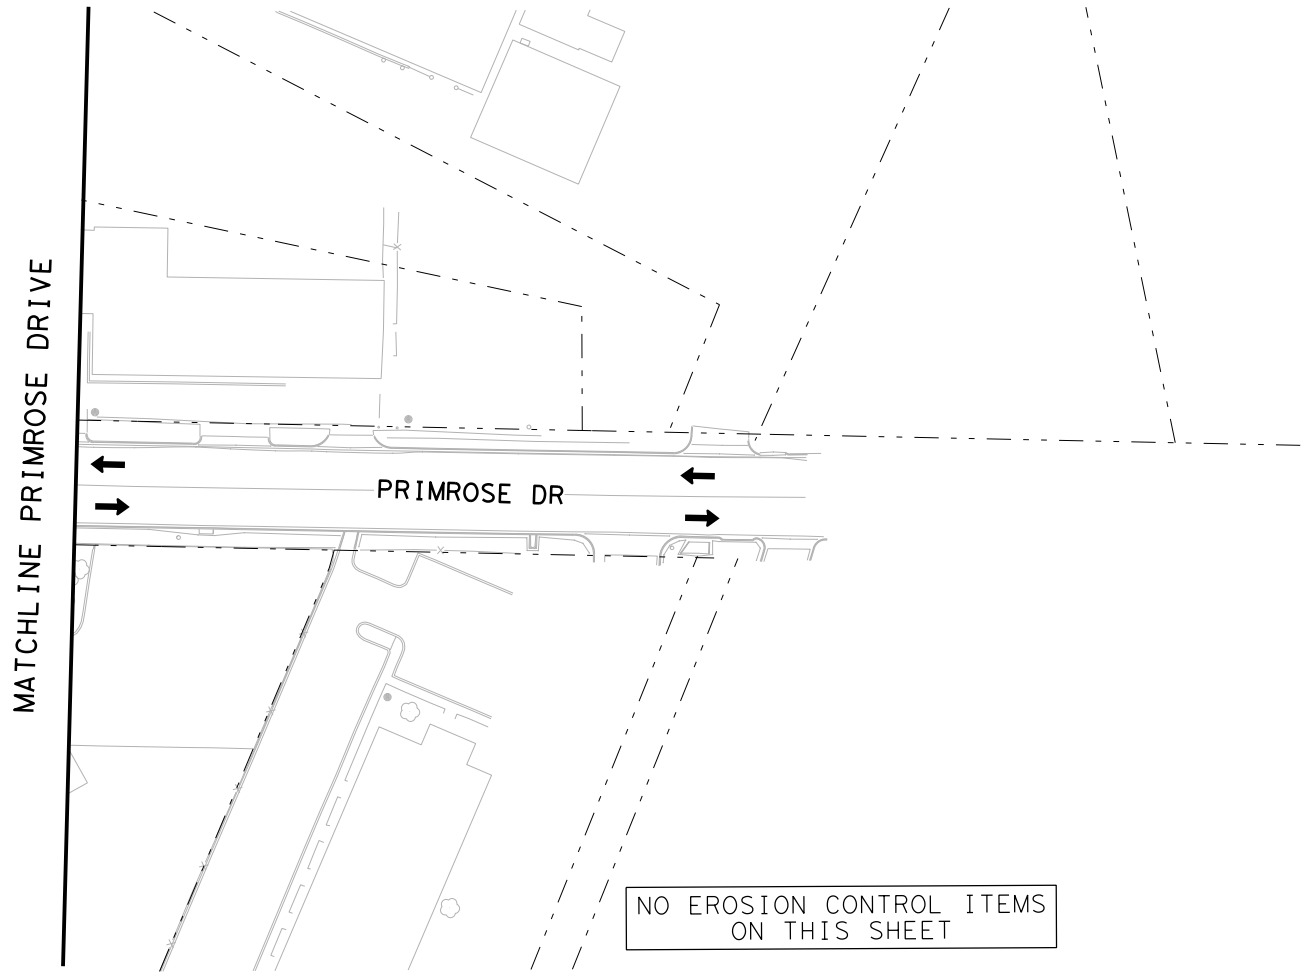 MATCHLINE PRIMROSE DRIVE
PRIMROSE DR
NO EROSION CONTROL ITEMS
ON THIS SHEET